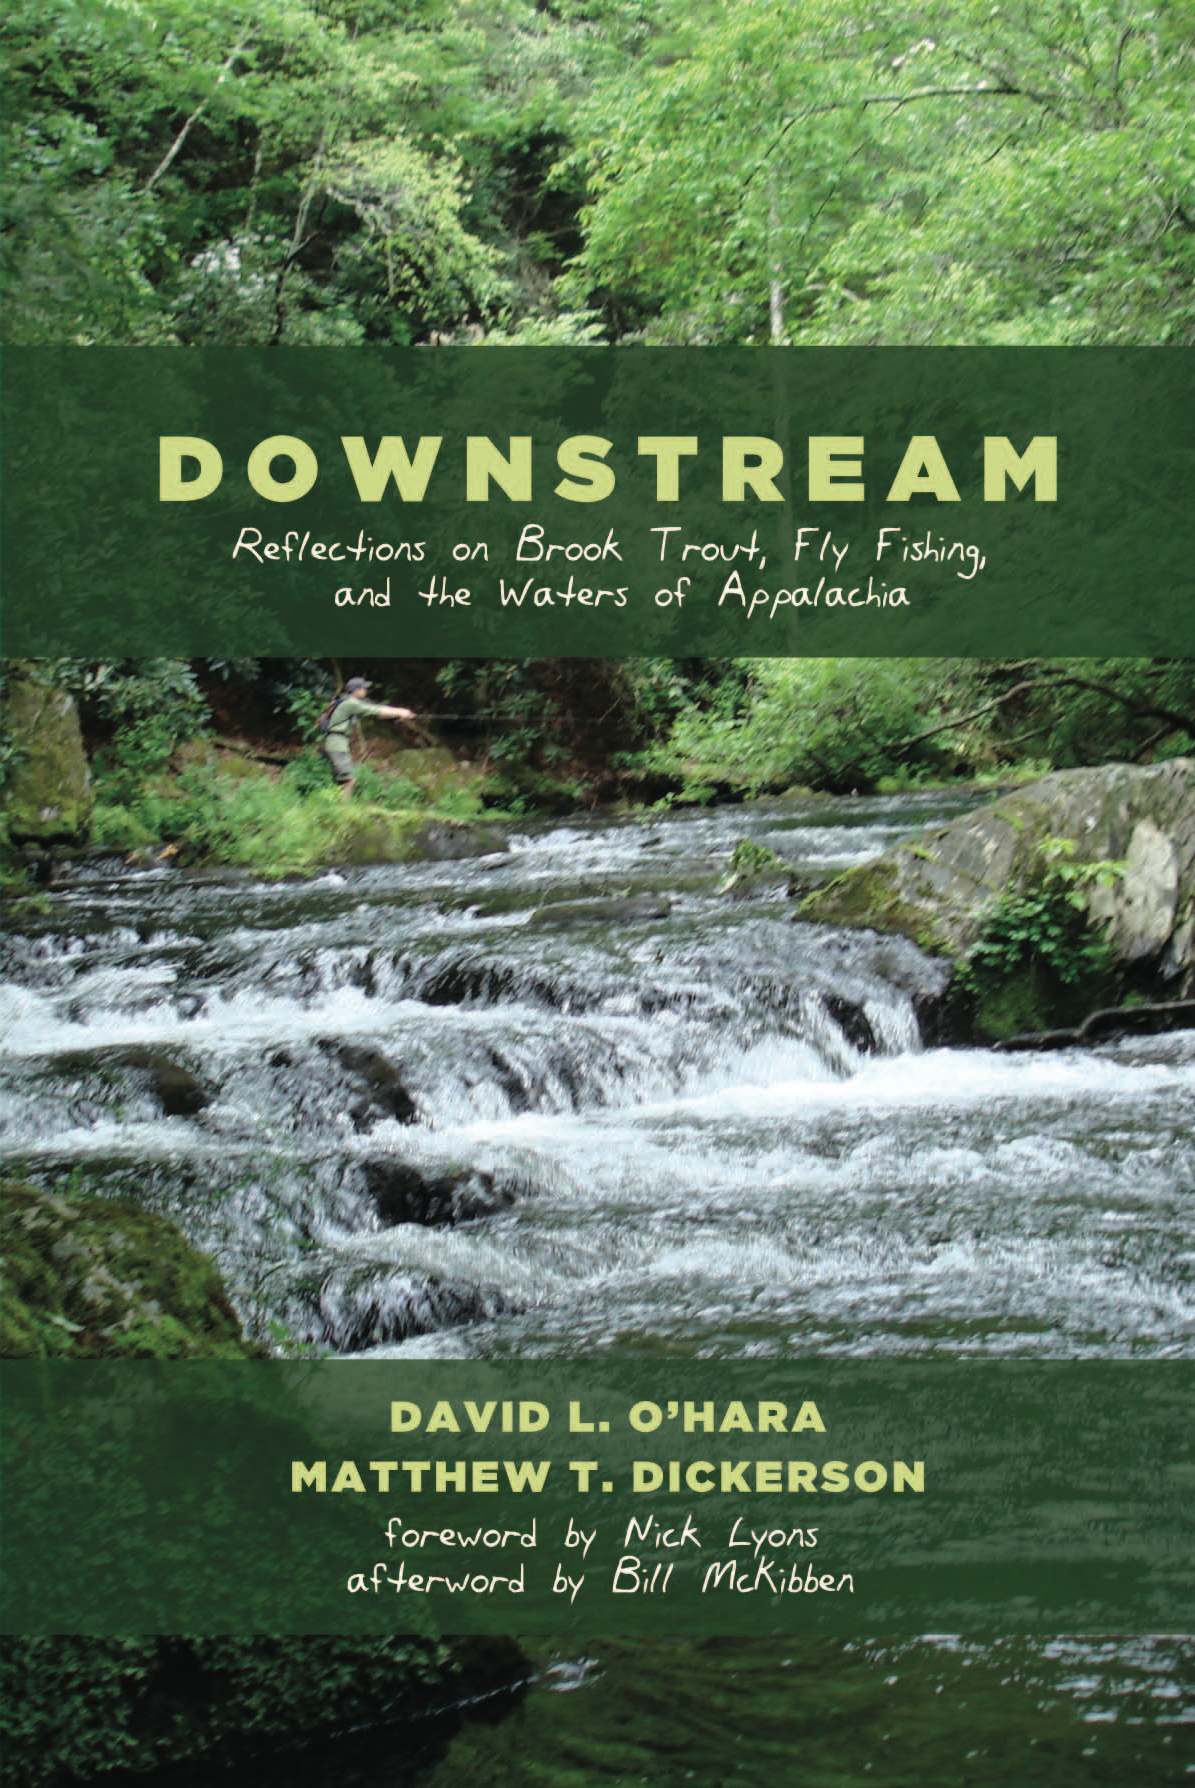 DOWNSTREAM
Reflections on Brook Trout, Fly Fishing,
and the Waters of Appalachia
DAVID L. O'HARA
MATTHEW T. DICKERSON
foreword by Nick Lyons
afterword by Bill McKibben